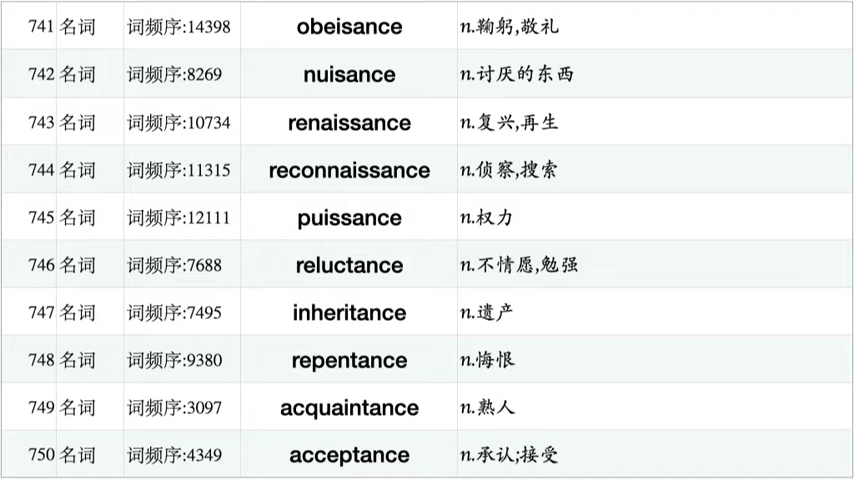 741 名词 词频序:14398 obeisance n.鞠躬,敬礼
742 名词 词频序:8269 nuisance n.讨厌的东西
743 名词 词频序:10734 renaissance n.复兴,再生
744 名词 词频序:11315 reconnaissance n.侦察,搜索
745 名词 词频序:12111 puissance n.权力
746 名词 词频序:7688 reluctance n.不情愿,勉强
747 名词 词频序:7495 inheritance n.遗产
748 名词 词频序:9380 repentance n.悔恨
749 名词 词频序:3097 acquaintance n.熟人
750 名词 词频序:4349 acceptance n.承认;接受